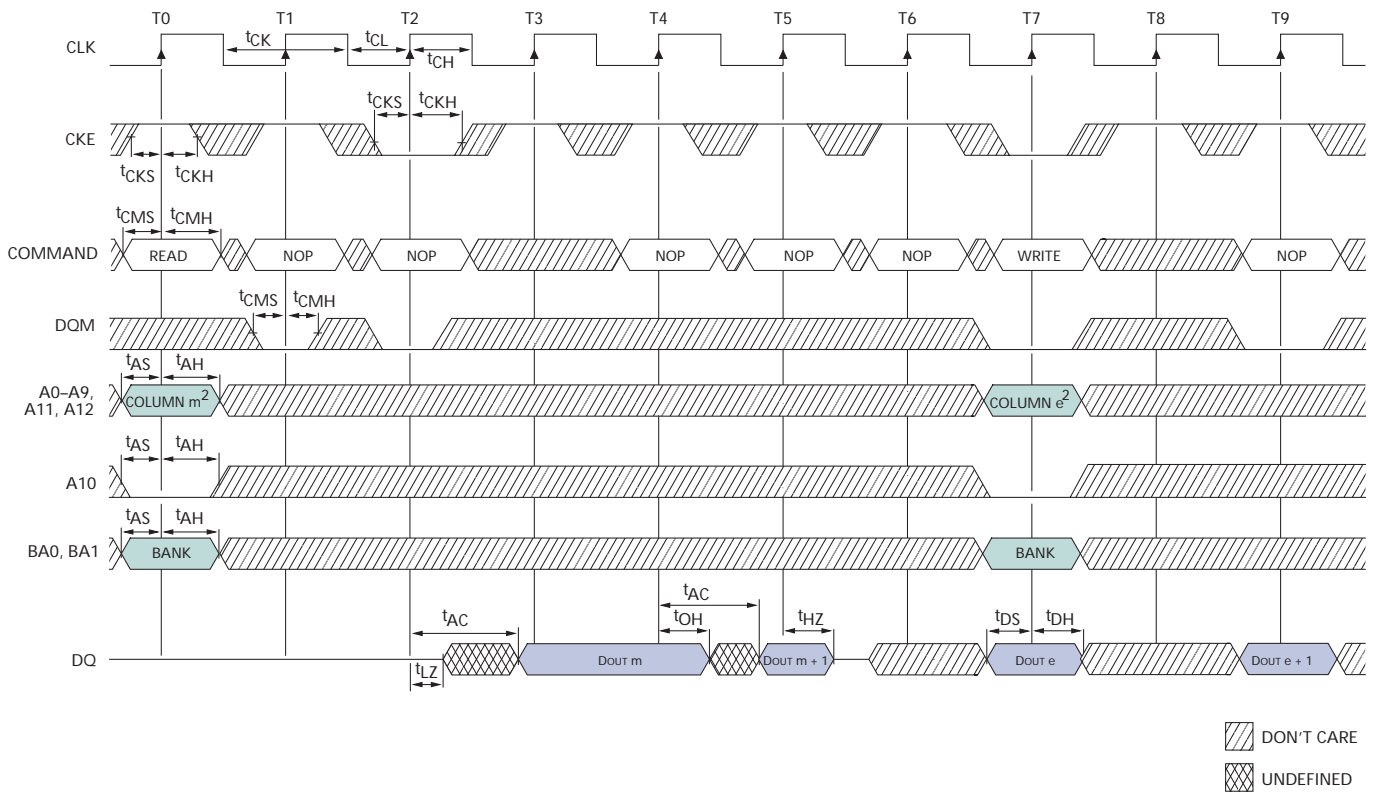 T0 T1 T2 T3 T4 T5 T6 T7 T8 T9
CLK
tCK tCL
tCH
tCKS tCKH
CKE
tCKS tCKH
tCMS tCMH
COMMAND READ NOP NOP NOP NOP NOP WRITE NOP
tCMS tCMH
DQM
tAS tAH
A0–A9,
A11, A12
COLUMN m2 COLUMN e2
tAS tAH
A10
tAS tAH
BA0, BA1 BANK BANK
tAC
tAC tOH tHZ tDS tDH
DQ DOUT m DOUT m + 1 DOUT e DOUT e + 1
tLZ
DON'T CARE
UNDEFINED